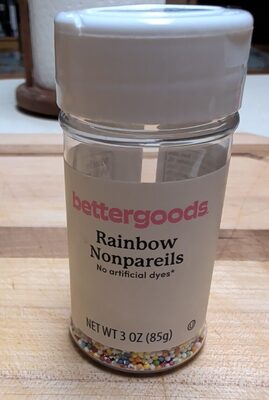 bettergoods
Rainbow
Nonpareils
No artificial dyes*
NET WT 3 OZ (85g)